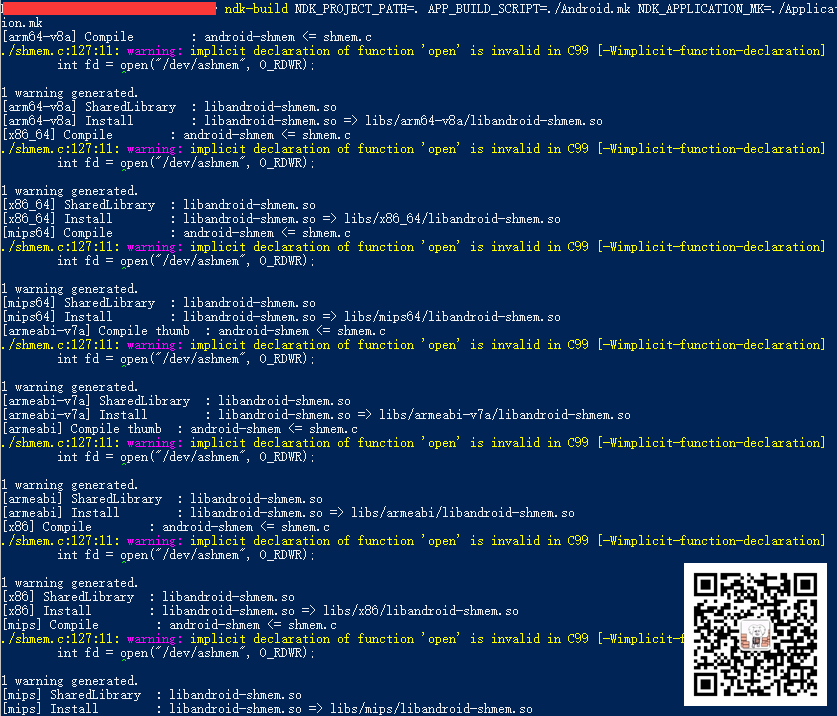 ndk-build NDK_PROJECT_PATH=. APP_BUILD_SCRIPT=./Android.mk NDK_APPLICATION_MK=./Applicat
ion.mk
[arm64-v8a] Compile        : android-shmem <= shmem.c
./shmem.c:127:11: warning: implicit declaration of function 'open' is invalid in C99 [-Wimplicit-function-declaration]
        int fd = open("/dev/ashmem", O_RDWR);
                 ^
1 warning generated.
[arm64-v8a] SharedLibrary  : libandroid-shmem.so
[arm64-v8a] Install        : libandroid-shmem.so => libs/arm64-v8a/libandroid-shmem.so
[x86_64] Compile        : android-shmem <= shmem.c
./shmem.c:127:11: warning: implicit declaration of function 'open' is invalid in C99 [-Wimplicit-function-declaration]
        int fd = open("/dev/ashmem", O_RDWR);
                 ^
1 warning generated.
[x86_64] SharedLibrary  : libandroid-shmem.so
[x86_64] Install        : libandroid-shmem.so => libs/x86_64/libandroid-shmem.so
[mips64] Compile        : android-shmem <= shmem.c
./shmem.c:127:11: warning: implicit declaration of function 'open' is invalid in C99 [-Wimplicit-function-declaration]
        int fd = open("/dev/ashmem", O_RDWR);
                 ^
1 warning generated.
[mips64] SharedLibrary  : libandroid-shmem.so
[mips64] Install        : libandroid-shmem.so => libs/mips64/libandroid-shmem.so
[armeabi-v7a] Compile thumb  : android-shmem <= shmem.c
./shmem.c:127:11: warning: implicit declaration of function 'open' is invalid in C99 [-Wimplicit-function-declaration]
        int fd = open("/dev/ashmem", O_RDWR);
                 ^
1 warning generated.
[armeabi-v7a] SharedLibrary  : libandroid-shmem.so
[armeabi-v7a] Install        : libandroid-shmem.so => libs/armeabi-v7a/libandroid-shmem.so
[armeabi] Compile thumb  : android-shmem <= shmem.c
./shmem.c:127:11: warning: implicit declaration of function 'open' is invalid in C99 [-Wimplicit-function-declaration]
        int fd = open("/dev/ashmem", O_RDWR);
                 ^
1 warning generated.
[armeabi] SharedLibrary  : libandroid-shmem.so
[armeabi] Install        : libandroid-shmem.so => libs/armeabi/libandroid-shmem.so
[x86] Compile        : android-shmem <= shmem.c
./shmem.c:127:11: warning: implicit declaration of function 'open' is invalid in C99 [-Wimplicit-function-declaration]
        int fd = open("/dev/ashmem", O_RDWR);
                 ^
1 warning generated.
[x86] SharedLibrary  : libandroid-shmem.so
[x86] Install        : libandroid-shmem.so => libs/x86/libandroid-shmem.so
[mips] Compile        : android-shmem <= shmem.c
./shmem.c:127:11: warning: implicit declaration of function 'open' is invalid in C99 [-Wimplicit-f
        int fd = open("/dev/ashmem", O_RDWR);
                 ^
1 warning generated.
[mips] SharedLibrary  : libandroid-shmem.so
[mips] Install        : libandroid-shmem.so => libs/mips/libandroid-shmem.so